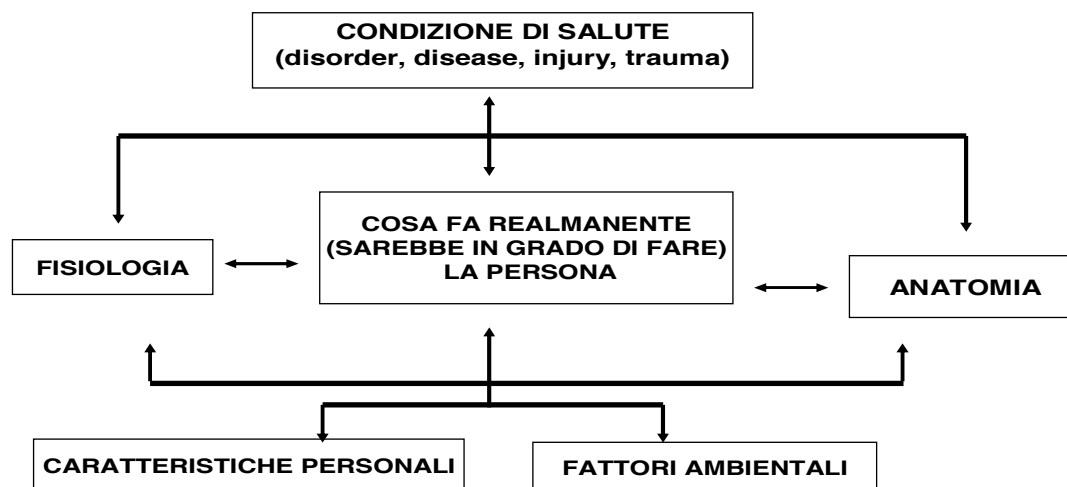 CONDIZIONE DI SALUTE
(disorder, disease, injury, trauma)
COSA FA REALMANENTE
(SAREBBE IN GRADO DI FARE)
LA PERSONA
FISIOLOGIA
ANATOMIA
CARATTERISTICHE PERSONALI
FATTORI AMBIENTALI